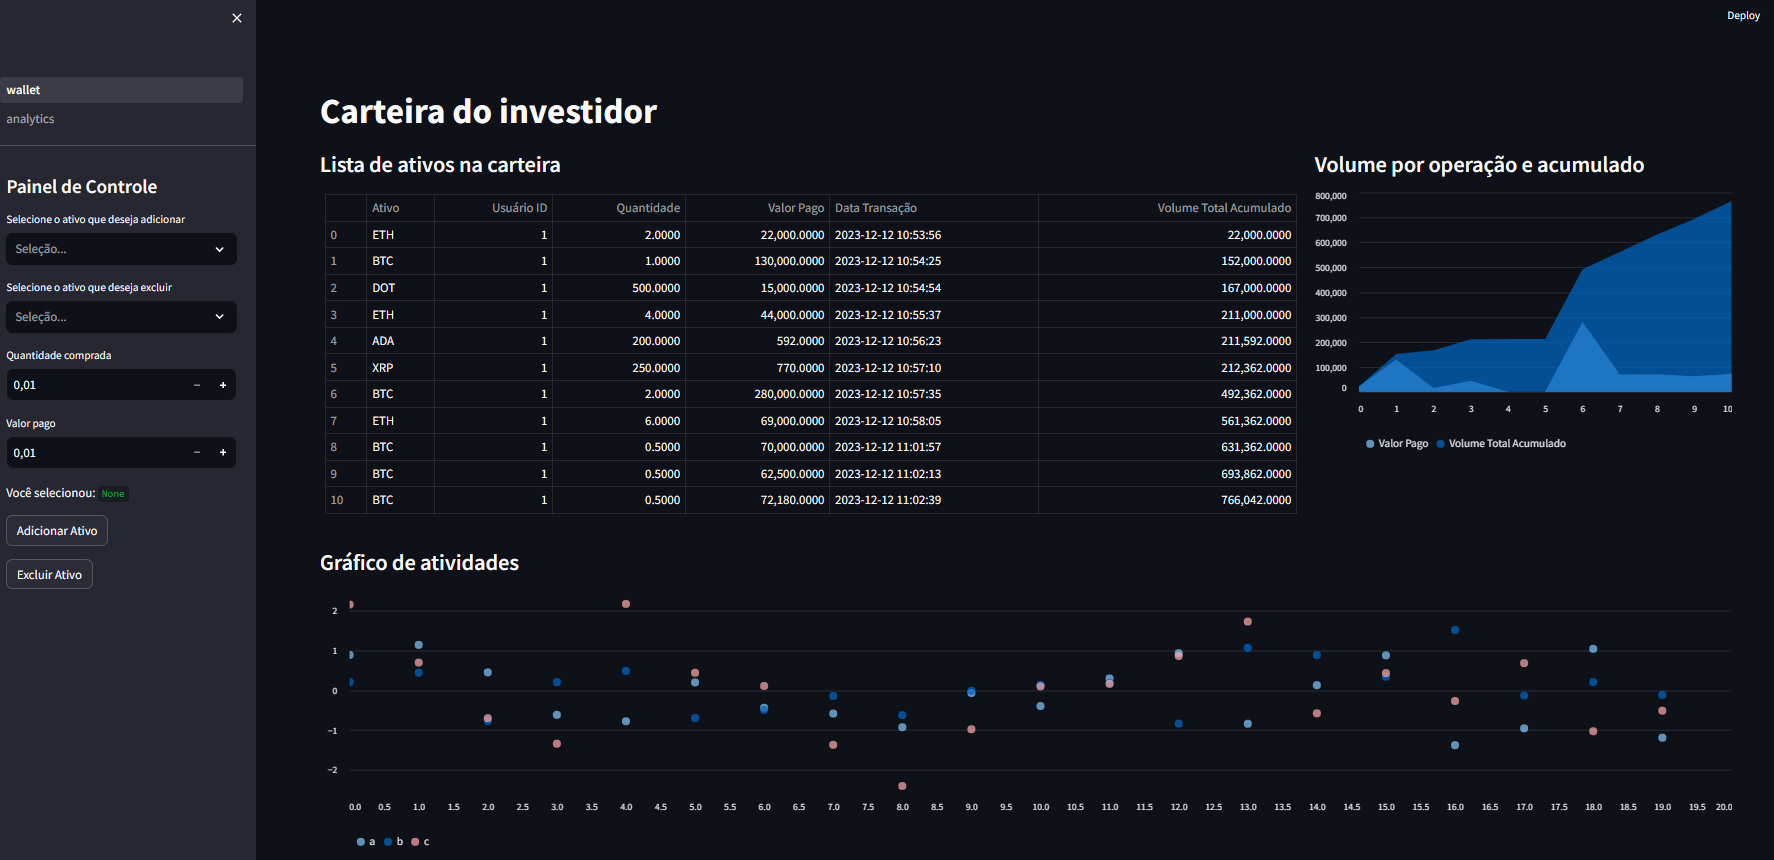 Deploy
wallet
analytics
Painel de Controle
Selecione o ativo que deseja adicionar
Seleção...
Selecione o ativo que deseja excluir
Seleção...
Quantidade comprada
0,01 − +
Valor pago
0,01 − +
Você selecionou: None
Adicionar Ativo
Excluir Ativo
Carteira do investidor
Lista de ativos na carteira
Ativo Usuário ID Quantidade Valor Pago Data Transação Volume Total Acumulado
0 ETH 1 2.0000 22,000.0000 2023-12-12 10:53:56 22,000.0000
1 BTC 1 1.0000 130,000.0000 2023-12-12 10:54:25 152,000.0000
2 DOT 1 500.0000 15,000.0000 2023-12-12 10:54:54 167,000.0000
3 ETH 1 4.0000 44,000.0000 2023-12-12 10:55:37 211,000.0000
4 ADA 1 200.0000 592.0000 2023-12-12 10:56:23 211,592.0000
5 XRP 1 250.0000 770.0000 2023-12-12 10:57:10 212,362.0000
6 BTC 1 2.0000 280,000.0000 2023-12-12 10:57:35 492,362.0000
7 ETH 1 6.0000 69,000.0000 2023-12-12 10:58:05 561,362.0000
8 BTC 1 0.5000 70,000.0000 2023-12-12 11:01:57 631,362.0000
9 BTC 1 0.5000 62,500.0000 2023-12-12 11:02:13 693,862.0000
10 BTC 1 0.5000 72,180.0000 2023-12-12 11:02:39 766,042.0000
Volume por operação e acumulado
800,000
700,000
600,000
500,000
400,000
300,000
200,000
100,000
0
0 1 2 3 4 5 6 7 8 9 10
Valor Pago Volume Total Acumulado
Gráfico de atividades
2
1
0
−1
−2
0.0 0.5 1.0 1.5 2.0 2.5 3.0 3.5 4.0 4.5 5.0 5.5 6.0 6.5 7.0 7.5 8.0 8.5 9.0 9.5 10.0 10.5 11.0 11.5 12.0 12.5 13.0 13.5 14.0 14.5 15.0 15.5 16.0 16.5 17.0 17.5 18.0 18.5 19.0 19.5 20.0
a b c